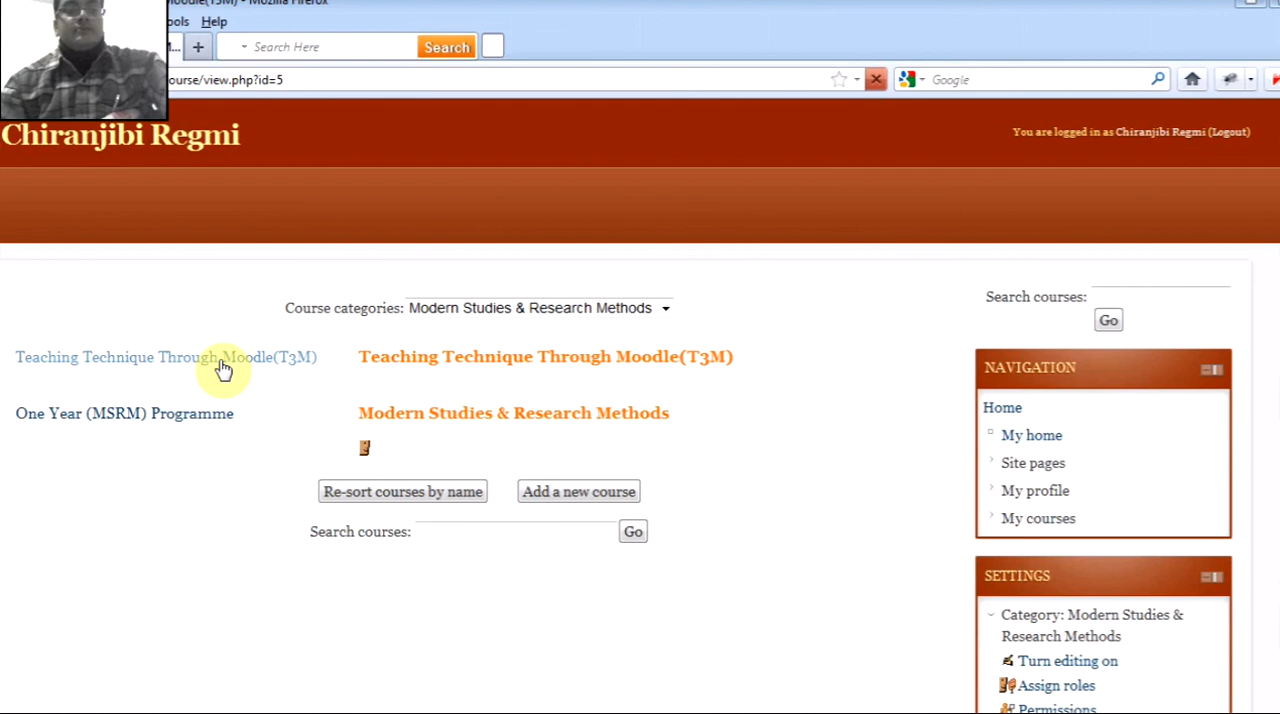 Moodle(T3M) - Mozilla Firefox
ools Help
M... + Search Here Search
ourse/view.php?id=5
Google
Chiranjibi Regmi
You are logged in as Chiranjibi Regmi (Logout)
Course categories: Modern Studies & Research Methods
Search courses:
Go
Teaching Technique Through Moodle(T3M)
Teaching Technique Through Moodle(T3M)
One Year (MSRM) Programme
Modern Studies & Research Methods
Re-sort courses by name
Add a new course
Search courses:
Go
NAVIGATION
Home
My home
Site pages
My profile
My courses
SETTINGS
Category: Modern Studies &
Research Methods
Turn editing on
Assign roles
Permissions